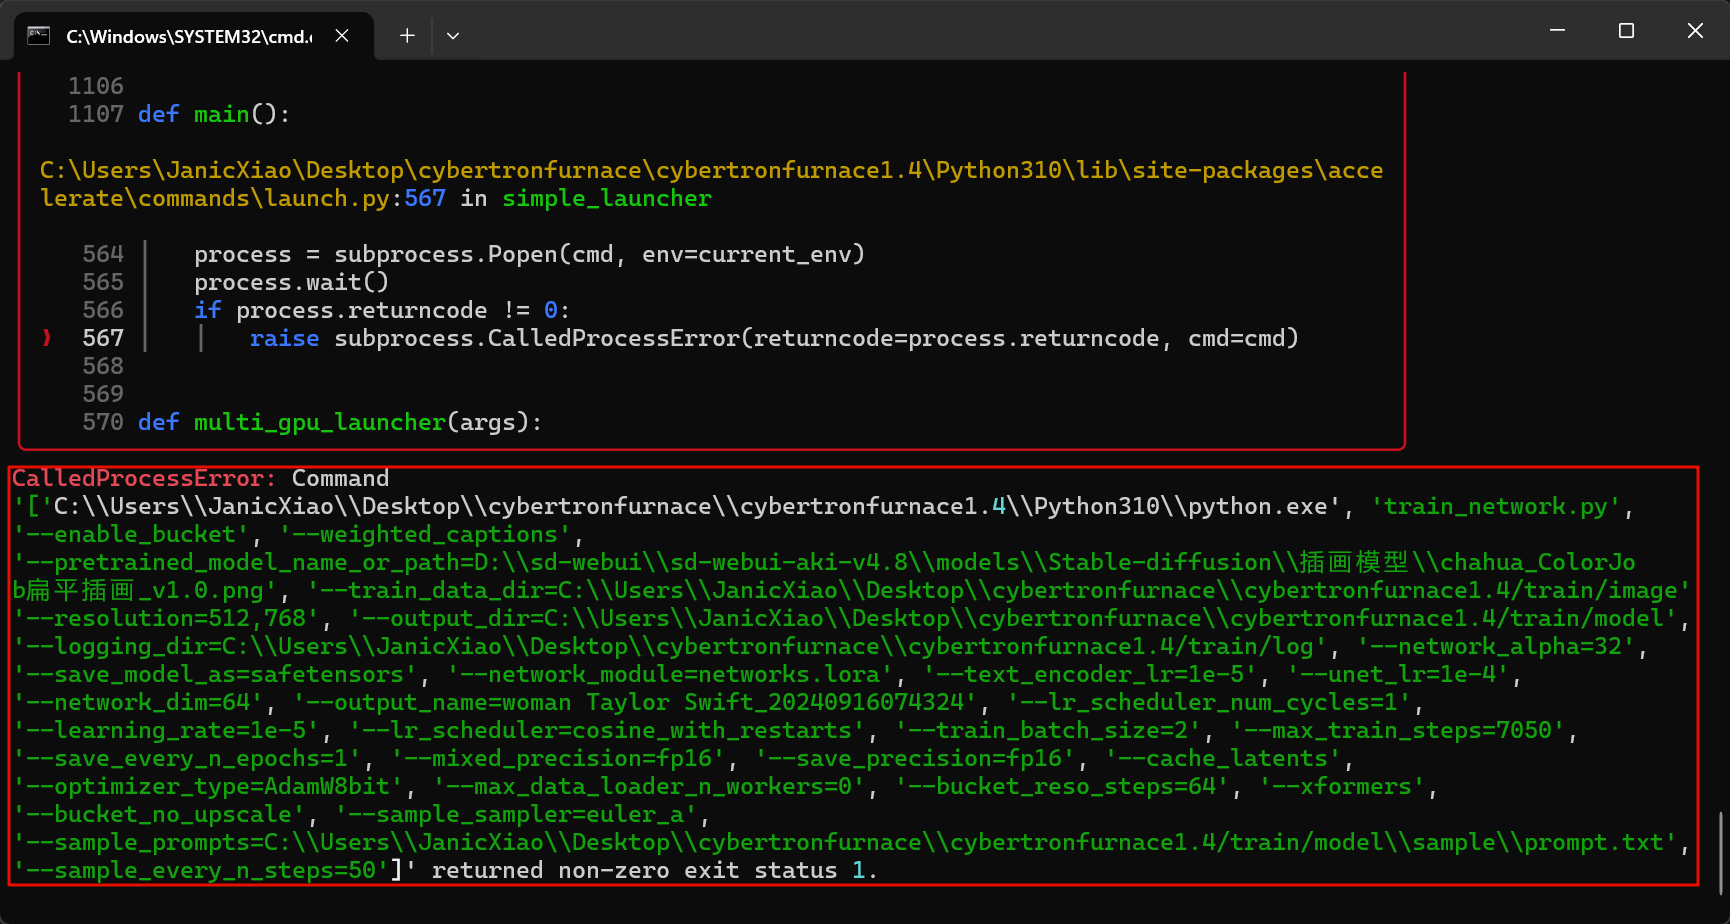 C:\Windows\SYSTEM32\cmd.e
1106
1107 def main():
C:\Users\JanicXiao\Desktop\cybertronfurnace\cybertronfurnace1.4\Python310\lib\site-packages\acce
lerate\commands\launch.py:567 in simple_launcher
564 process = subprocess.Popen(cmd, env=current_env)
565 process.wait()
566 if process.returncode != 0:
❱ 567 raise subprocess.CalledProcessError(returncode=process.returncode, cmd=cmd)
568
569
570 def multi_gpu_launcher(args):
CalledProcessError: Command
'['C:\\Users\\JanicXiao\\Desktop\\cybertronfurnace\\cybertronfurnace1.4\\Python310\\python.exe', 'train_network.py',
'--enable_bucket', '--weighted_captions',
'--pretrained_model_name_or_path=D:\\sd-webui\\sd-webui-aki-v4.8\\models\\Stable-diffusion\\插画模型\\chahua_ColorJo
b扁平插画_v1.0.png', '--train_data_dir=C:\\Users\\JanicXiao\\Desktop\\cybertronfurnace\\cybertronfurnace1.4/train/image'
'--resolution=512,768', '--output_dir=C:\\Users\\JanicXiao\\Desktop\\cybertronfurnace\\cybertronfurnace1.4/train/model',
'--logging_dir=C:\\Users\\JanicXiao\\Desktop\\cybertronfurnace\\cybertronfurnace1.4/train/log', '--network_alpha=32',
'--save_model_as=safetensors', '--network_module=networks.lora', '--text_encoder_lr=1e-5', '--unet_lr=1e-4',
'--network_dim=64', '--output_name=woman Taylor Swift_20240916074324', '--lr_scheduler_num_cycles=1',
'--learning_rate=1e-5', '--lr_scheduler=cosine_with_restarts', '--train_batch_size=2', '--max_train_steps=7050',
'--save_every_n_epochs=1', '--mixed_precision=fp16', '--save_precision=fp16', '--cache_latents',
'--optimizer_type=AdamW8bit', '--max_data_loader_n_workers=0', '--bucket_reso_steps=64', '--xformers',
'--bucket_no_upscale', '--sample_sampler=euler_a',
'--sample_prompts=C:\\Users\\JanicXiao\\Desktop\\cybertronfurnace\\cybertronfurnace1.4/train/model\\sample\\prompt.txt',
'--sample_every_n_steps=50']' returned non-zero exit status 1.